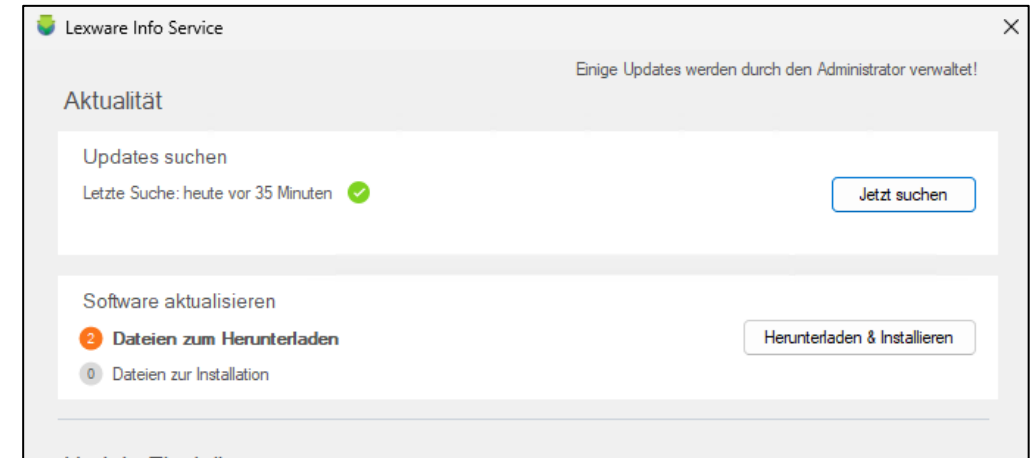 Lexware Info Service
Einige Updates werden durch den Administrator verwaltet!
Aktualität
Updates suchen
Letzte Suche: heute vor 35 Minuten
Jetzt suchen
Software aktualisieren
2 Dateien zum Herunterladen
Herunterladen & Installieren
0 Dateien zur Installation